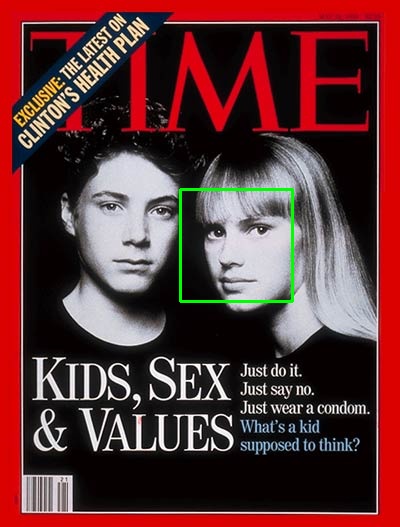 EXCLUSIVE: THE LATEST ON
CLINTON'S HEALTH PLAN
TIME
KIDS, SEX
& VALUES
Just do it.
Just say no.
Just wear a condom.
What's a kid
supposed to think?
21